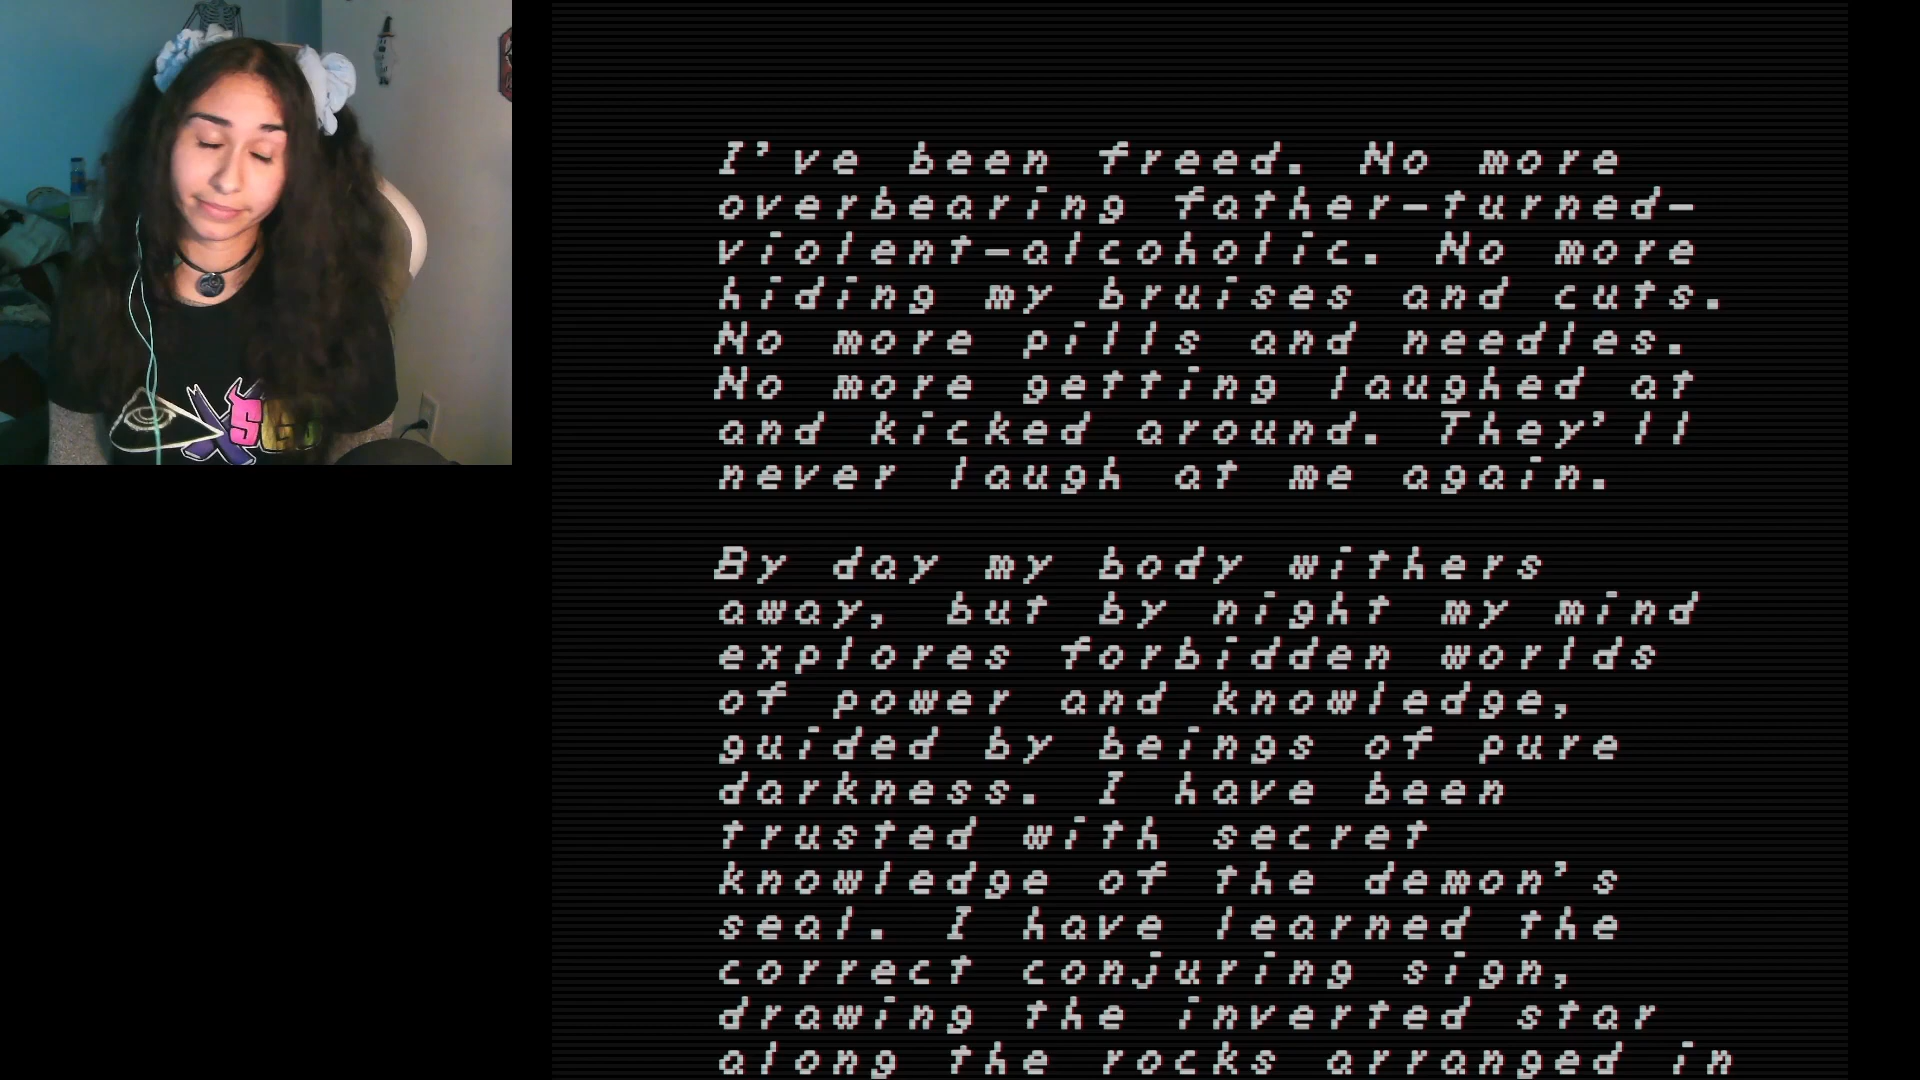 I've been freed. No more
overbearing father-turned-
violent-alcoholic. No more
hiding my bruises and cuts.
No more pills and needles.
No more getting laughed at
and kicked around. They'll
never laugh at me again.
By day my body withers
away, but by night my mind
explores forbidden worlds
of power and knowledge,
guided by beings of pure
darkness. I have been
trusted with secret
knowledge of the demon's
seal. I have learned the
correct conjuring sign,
drawing the inverted star
along the rocks arranged in